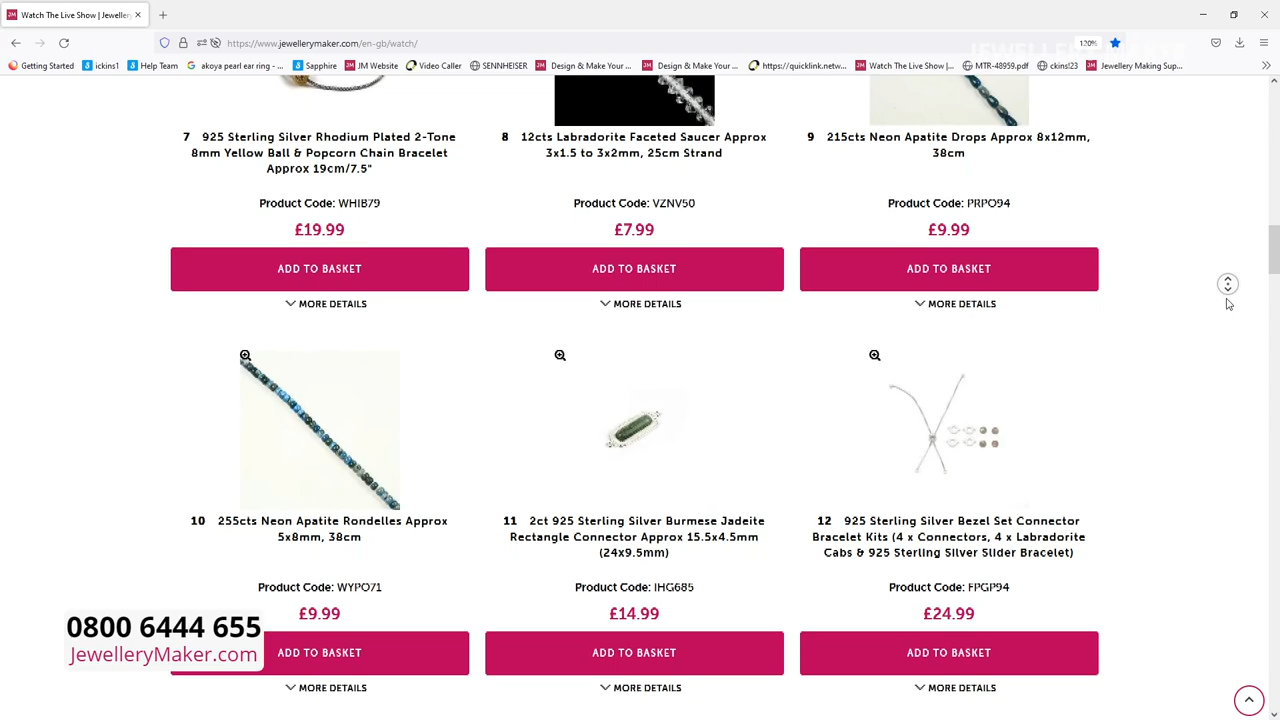 Watch The Live Show | Jeweller
https://www.jewellerymaker.com/en-gb/watch/
120%
Getting Started
ickins1
Help Team
akoya pearl ear ring - ...
Sapphire
JM Website
Video Caller
SENNHEISER
Design & Make Your ...
Design & Make Your ...
https://quicklink.netw...
Watch The Live Show |...
MTR-48959.pdf
ckins!23
Jewellery Making Sup...
7 925 Sterling Silver Rhodium Plated 2-Tone
8mm Yellow Ball & Popcorn Chain Bracelet
Approx 19cm/7.5"
Product Code: WHIB79
£19.99
ADD TO BASKET
MORE DETAILS
8 12cts Labradorite Faceted Saucer Approx
3x1.5 to 3x2mm, 25cm Strand
Product Code: VZNV50
£7.99
ADD TO BASKET
MORE DETAILS
9 215cts Neon Apatite Drops Approx 8x12mm,
38cm
Product Code: PRPO94
£9.99
ADD TO BASKET
MORE DETAILS
10 255cts Neon Apatite Rondelles Approx
5x8mm, 38cm
Product Code: WYPO71
£9.99
ADD TO BASKET
MORE DETAILS
11 2ct 925 Sterling Silver Burmese Jadeite
Rectangle Connector Approx 15.5x4.5mm
(24x9.5mm)
Product Code: IHG685
£14.99
ADD TO BASKET
MORE DETAILS
12 925 Sterling Silver Bezel Set Connector
Bracelet Kits (4 x Connectors, 4 x Labradorite
Cabs & 925 Sterling Silver Slider Bracelet)
Product Code: FPGP94
£24.99
ADD TO BASKET
MORE DETAILS
0800 6444 655
JewelleryMaker.com